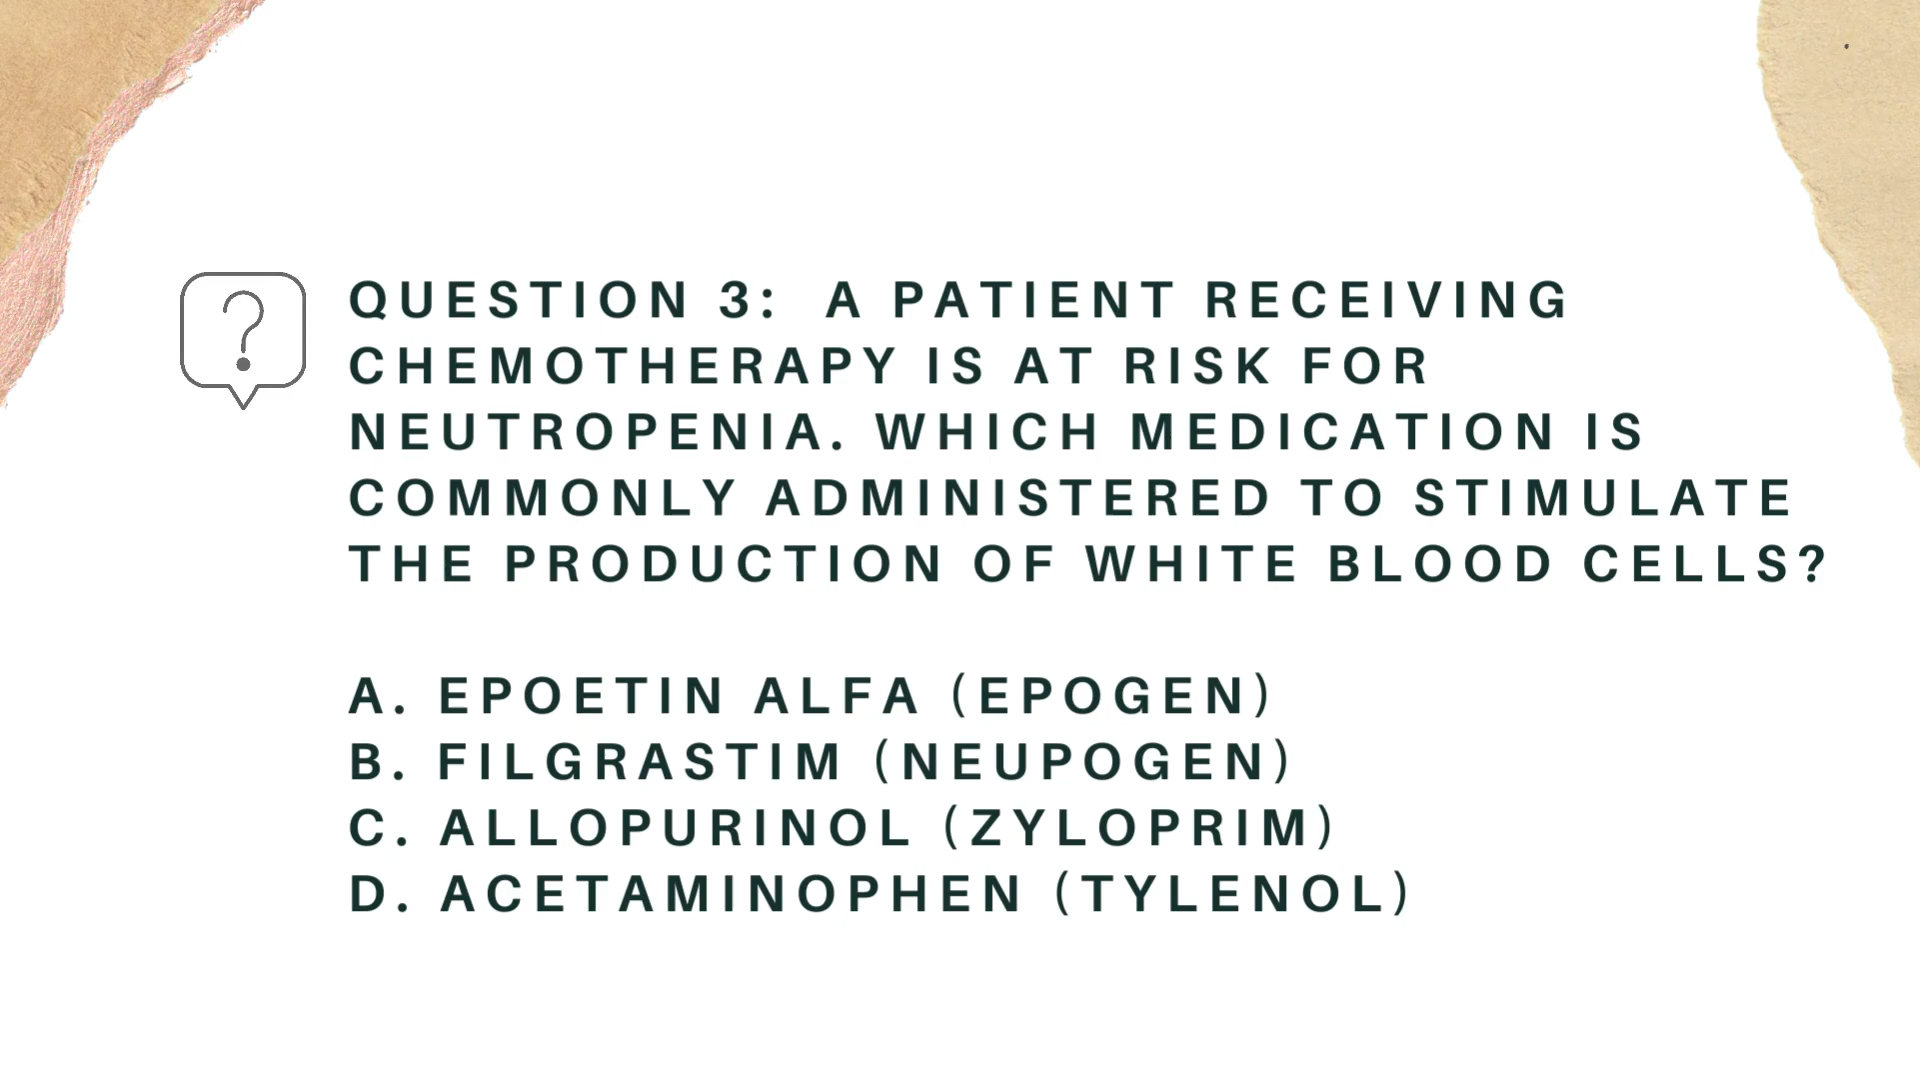 ?
QUESTION 3:  A PATIENT RECEIVING
CHEMOTHERAPY IS AT RISK FOR
NEUTROPENIA. WHICH MEDICATION IS
COMMONLY ADMINISTERED TO STIMULATE
THE PRODUCTION OF WHITE BLOOD CELLS?
A. EPOETIN ALFA (EPOGEN)
B. FILGRASTIM (NEUPOGEN)
C. ALLOPURINOL (ZYLOPRIM)
D. ACETAMINOPHEN (TYLENOL)